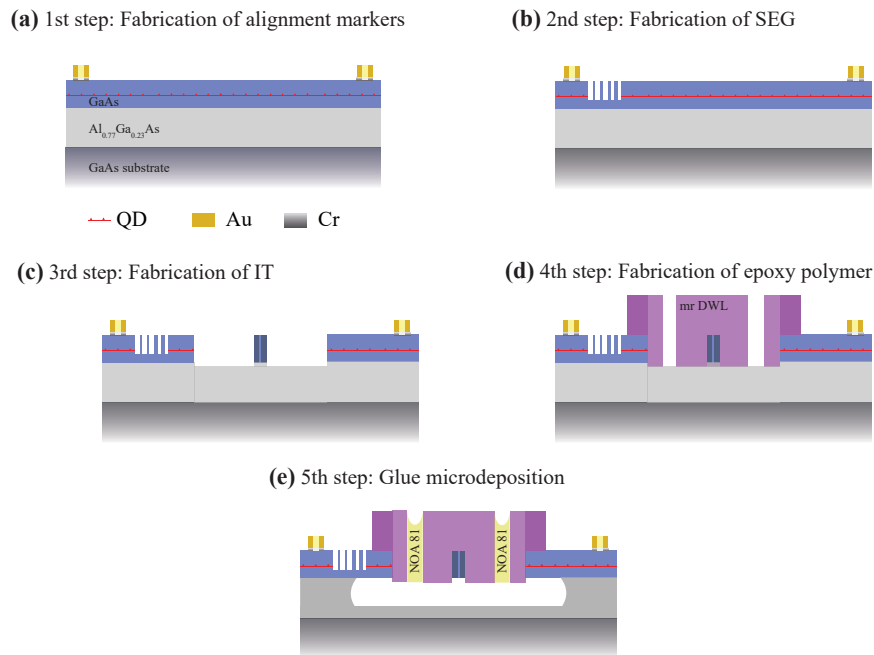 (a) 1st step: Fabrication of alignment markers
(b) 2nd step: Fabrication of SEG
GaAs
Al0.77Ga0.23As
GaAs substrate
QD
Au
Cr
(c) 3rd step: Fabrication of IT
(d) 4th step: Fabrication of epoxy polymer
mr DWL
(e) 5th step: Glue microdeposition
NOA 81
NOA 81